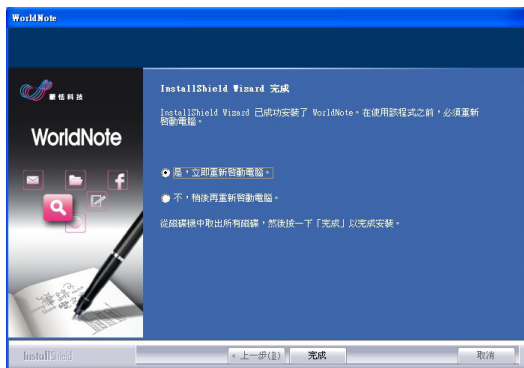 WorldNote
InstallShield Wizard 完成
InstallShield Wizard 已成功安裝了 WorldNote。在使用該程式之前，必須重新
啓動電腦。
蒙恬科技
WorldNote
是，立即重新啓動電腦。
不，稍後再重新啓動電腦。
從磁碟機中取出所有磁碟，然後按一下「完成」以完成安裝。
InstallShield
< 上一步(B)
完成
取消